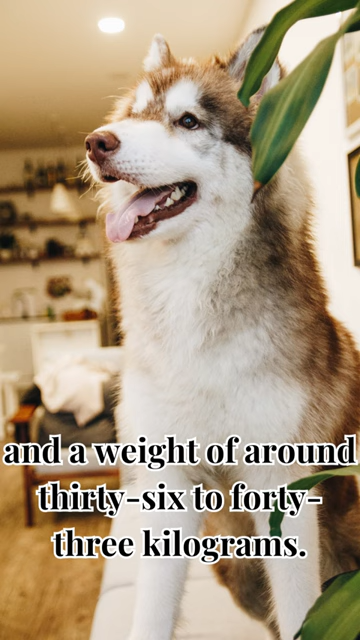 and a weight of around
thirty-six to forty-
three kilograms.